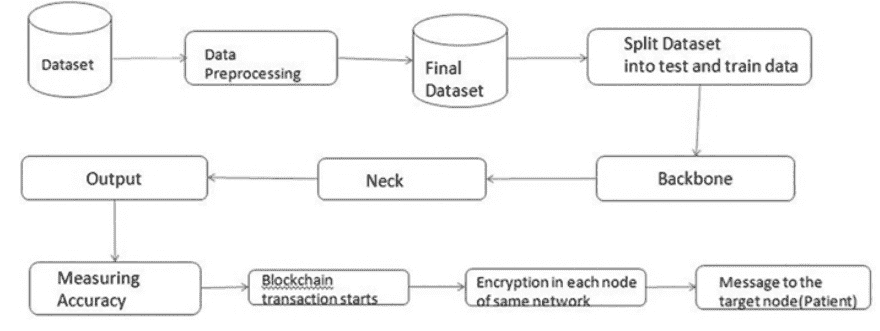 Dataset
Data
Preprocessing
Final
Dataset
Split Dataset
into test and train data
Backbone
Neck
Output
Measuring
Accuracy
Blockchain
transaction starts
Encryption in each node
of same network
Message to the
target node(Patient)